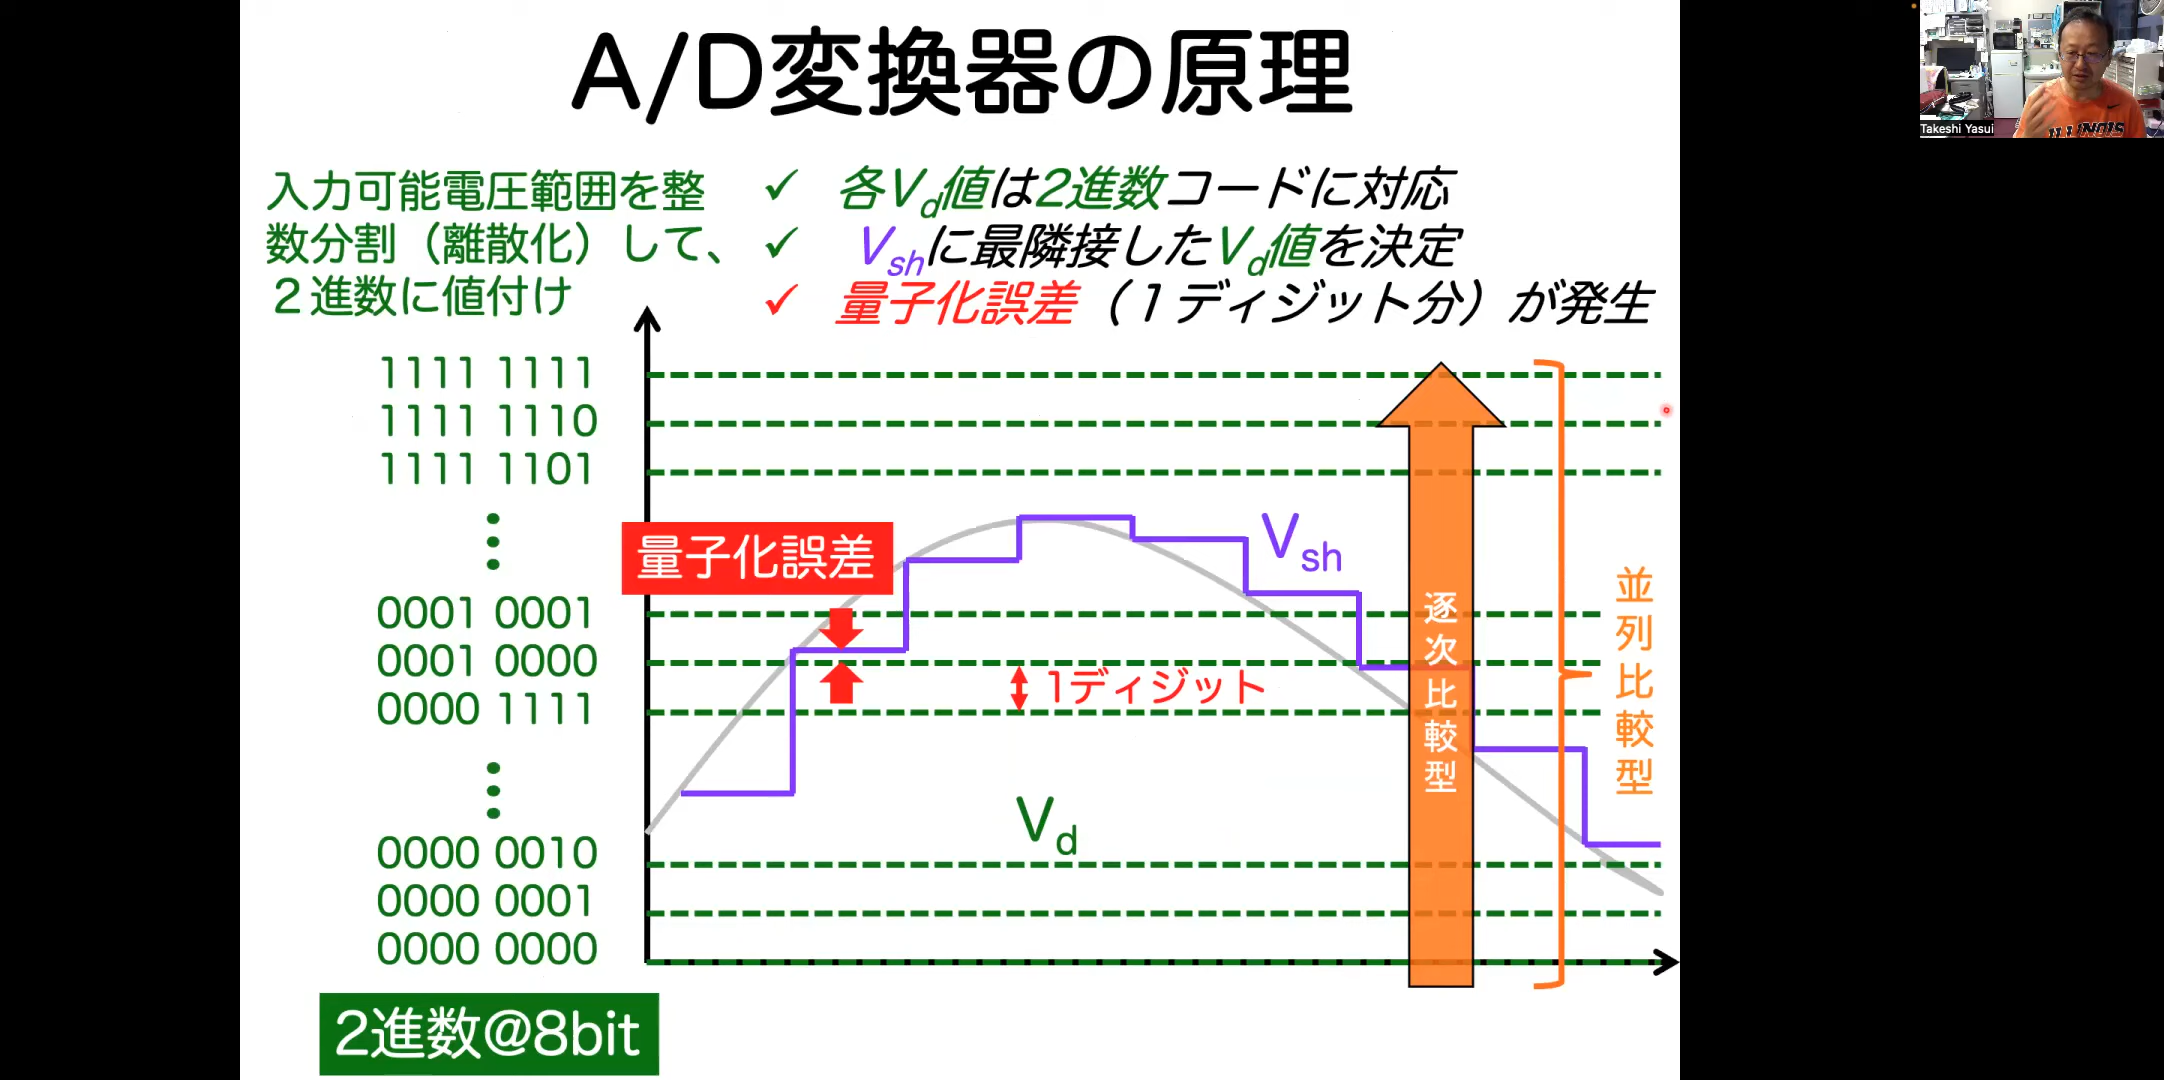 A/D変換器の原理
入力可能電圧範囲を整
数分割（離散化）して、
２進数に値付け
✓ 各Vd値は2進数コードに対応
✓ Vshに最隣接したVd値を決定
✓ 量子化誤差（１ディジット分）が発生
1111 1111
1111 1110
1111 1101
0001 0001
0001 0000
0000 1111
0000 0010
0000 0001
0000 0000
2進数@8bit
量子化誤差
1ディジット
Vsh
Vd
逐次比較型
並列比較型
Takeshi Yasui
ILLINOIS